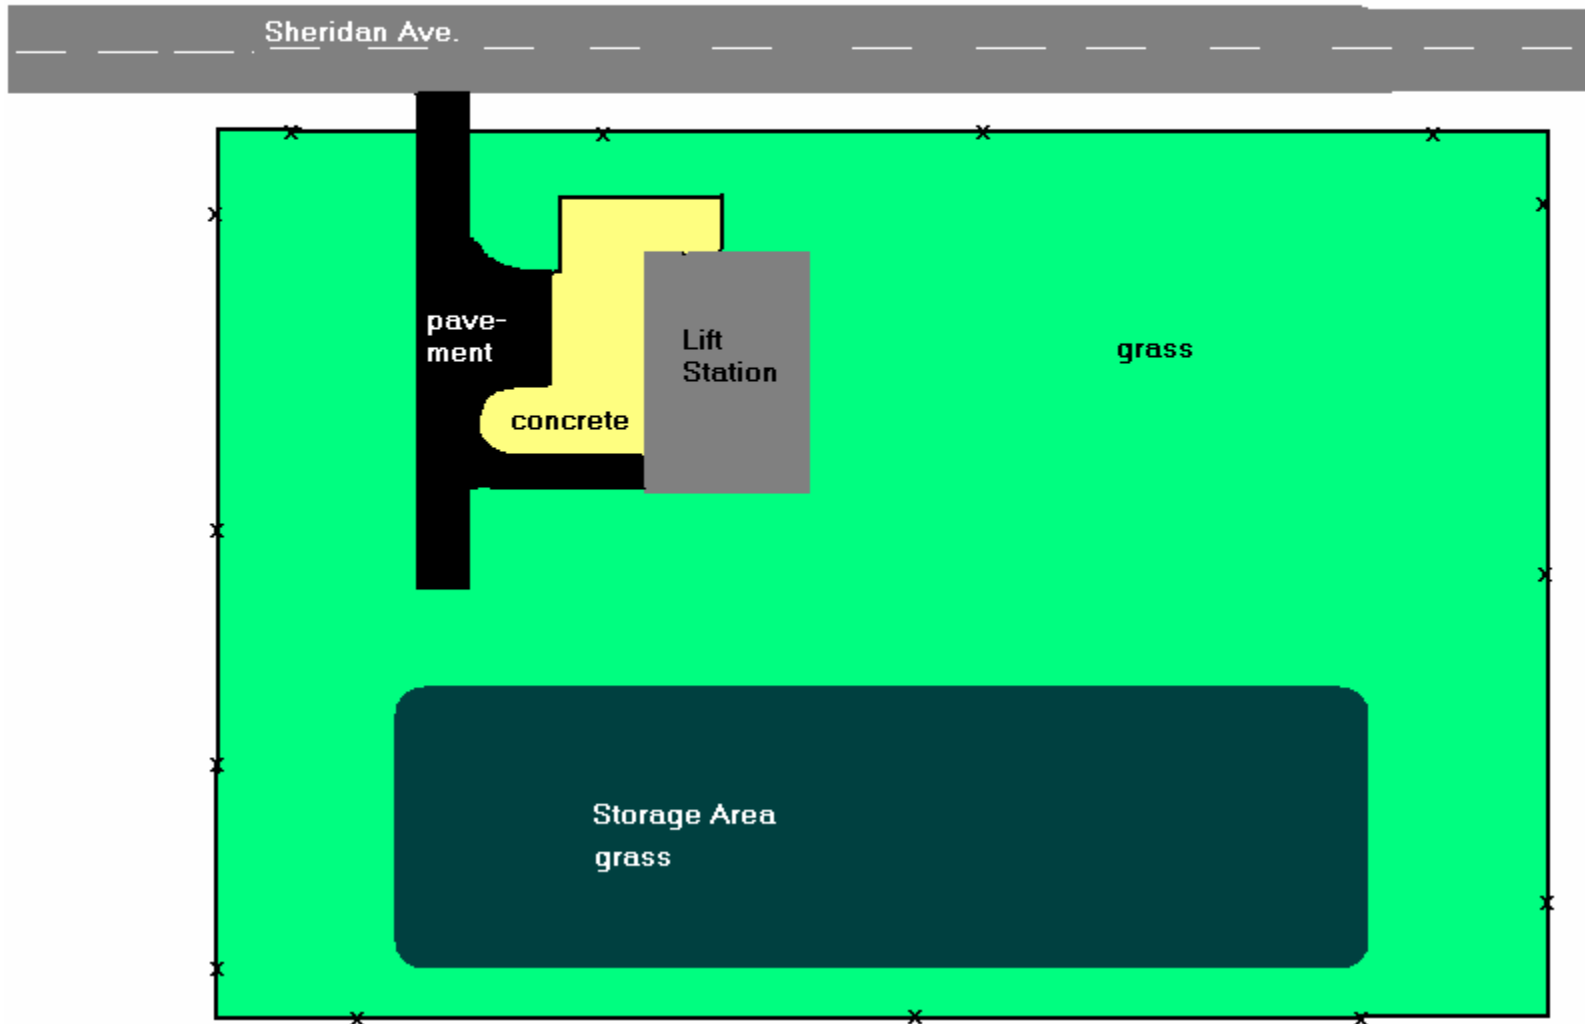 Sheridan Ave.
pave-
ment
Lift
Station
grass
concrete
Storage Area
grass